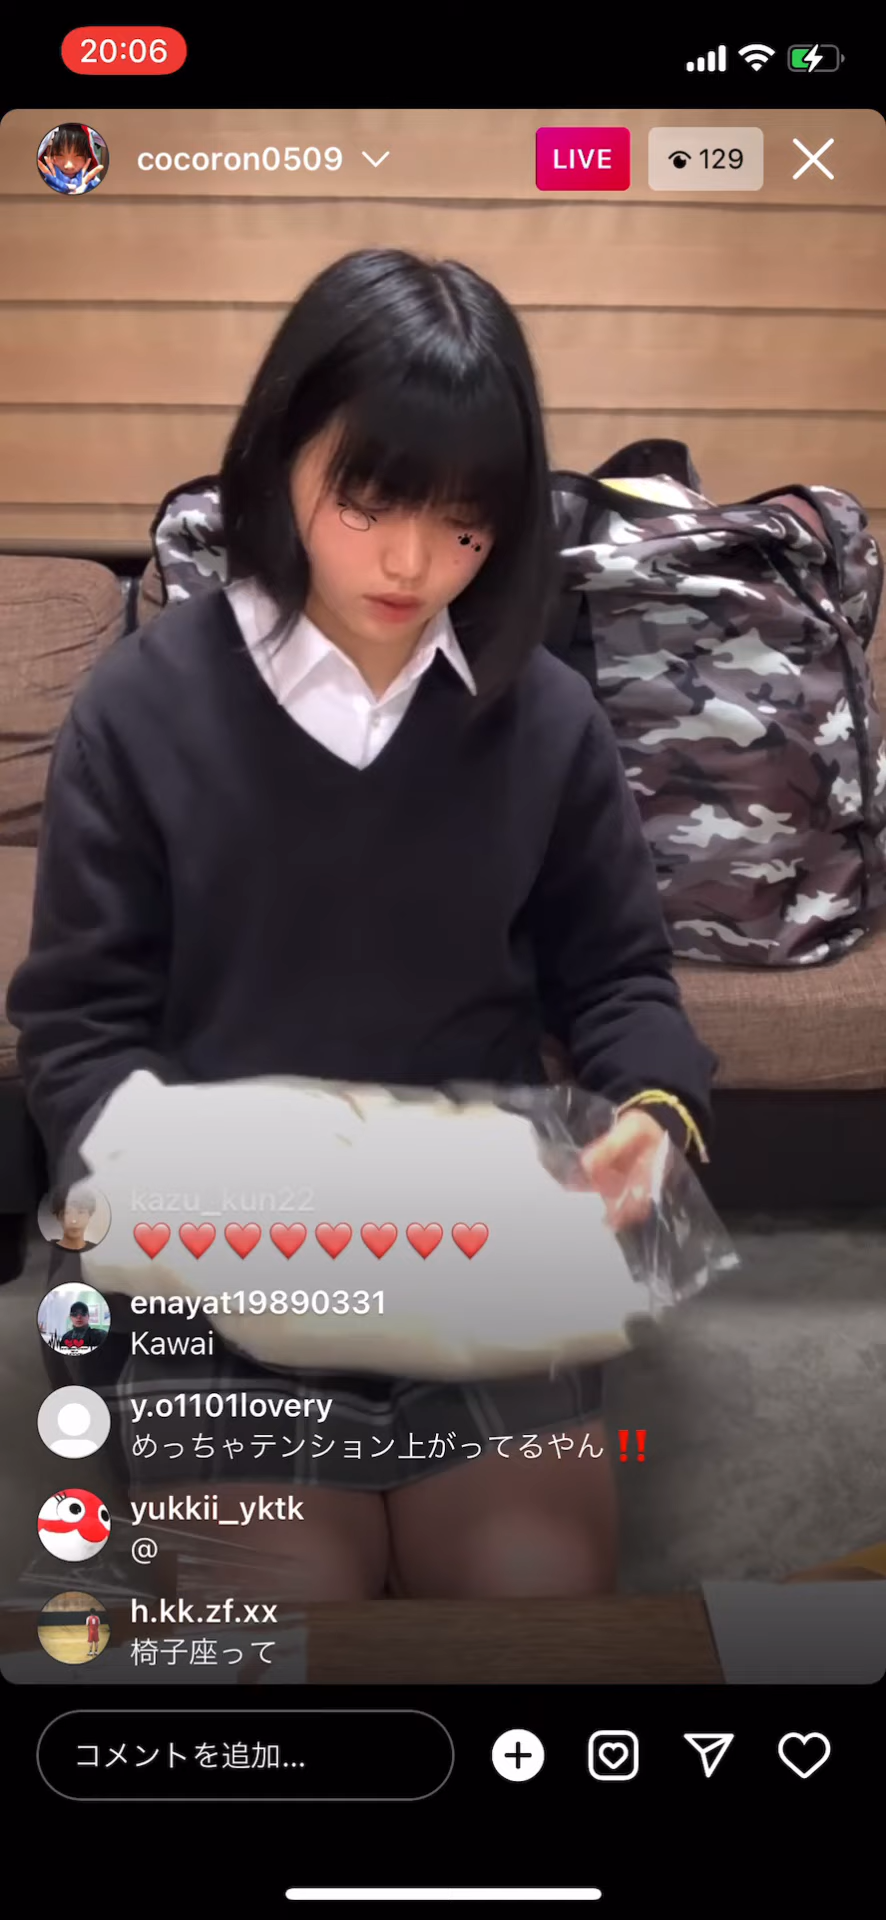 20:06
cocoron0509
LIVE
129
kazu_kun22
❤️❤️❤️❤️❤️❤️❤️❤️
enayat19890331
Kawai
y.o1101lovery
めっちゃテンション上がってるやん‼️
yukkii_yktk
@
h.kk.zf.xx
椅子座って
コメントを追加...